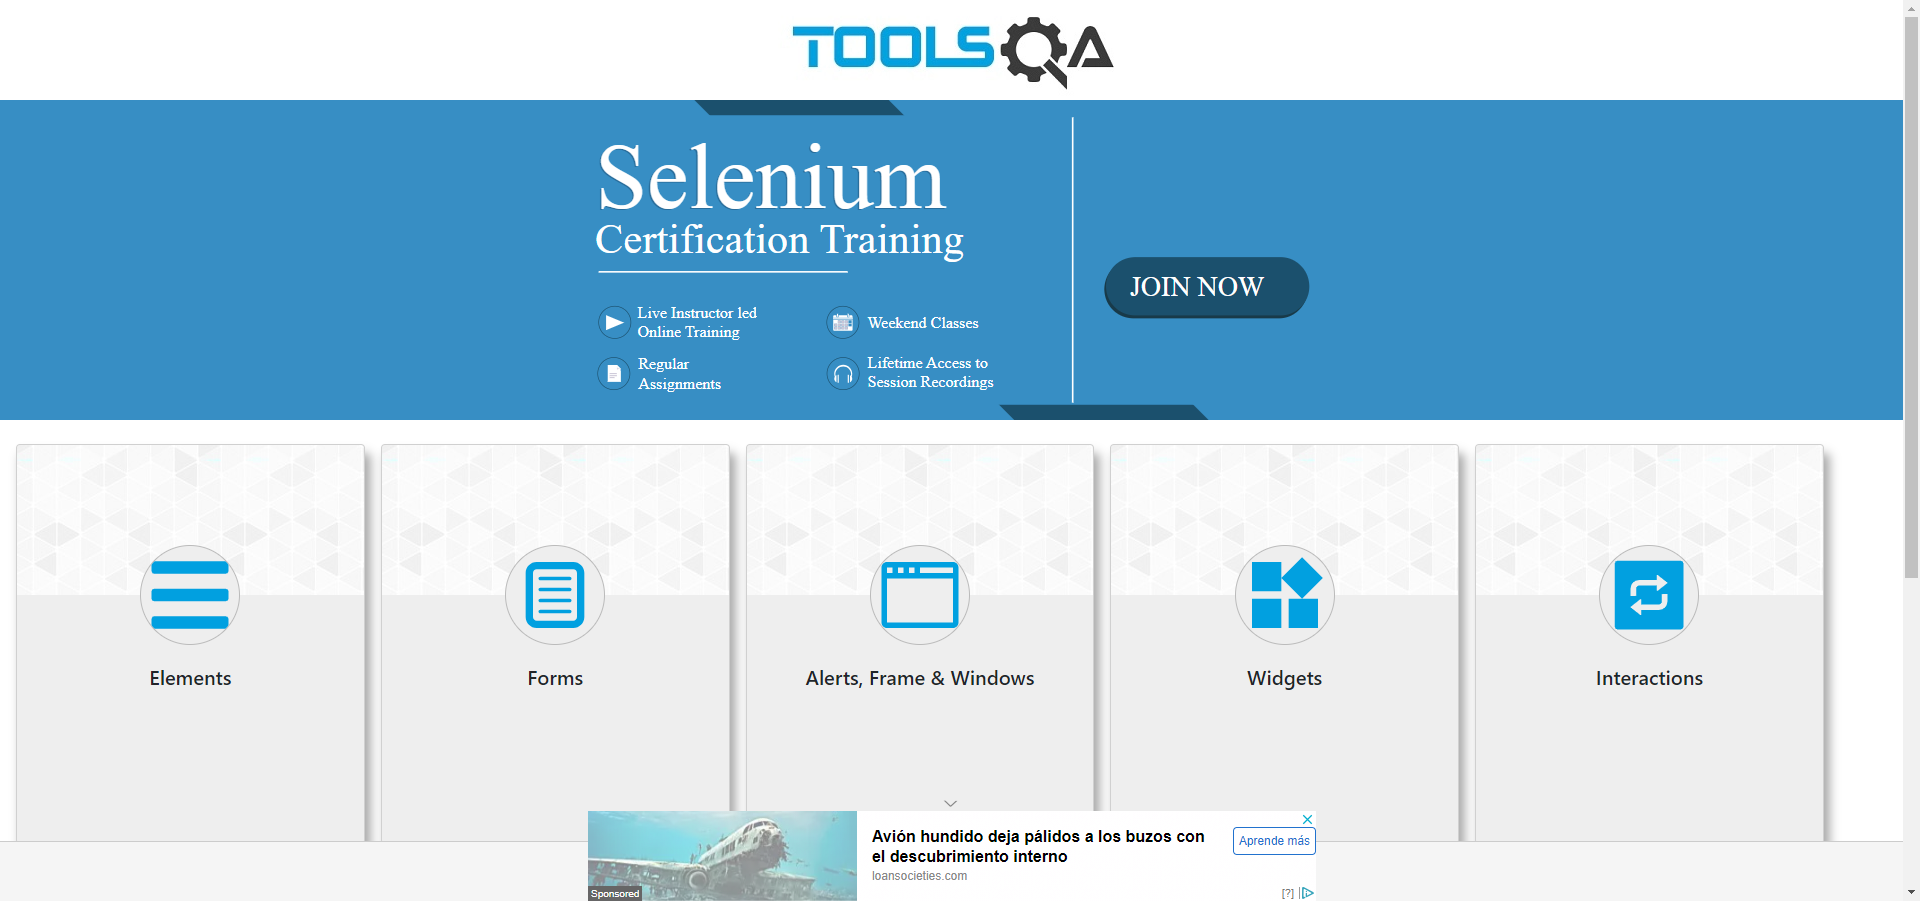 TOOLSQA
Selenium
Certification Training
JOIN NOW
Live Instructor led
Online Training
Weekend Classes
Regular
Assignments
Lifetime Access to
Session Recordings
Elements
Forms
Alerts, Frame & Windows
Widgets
Interactions
Avión hundido deja pálidos a los buzos con
el descubrimiento interno
loansocieties.com
Aprende más
Sponsored
[?]